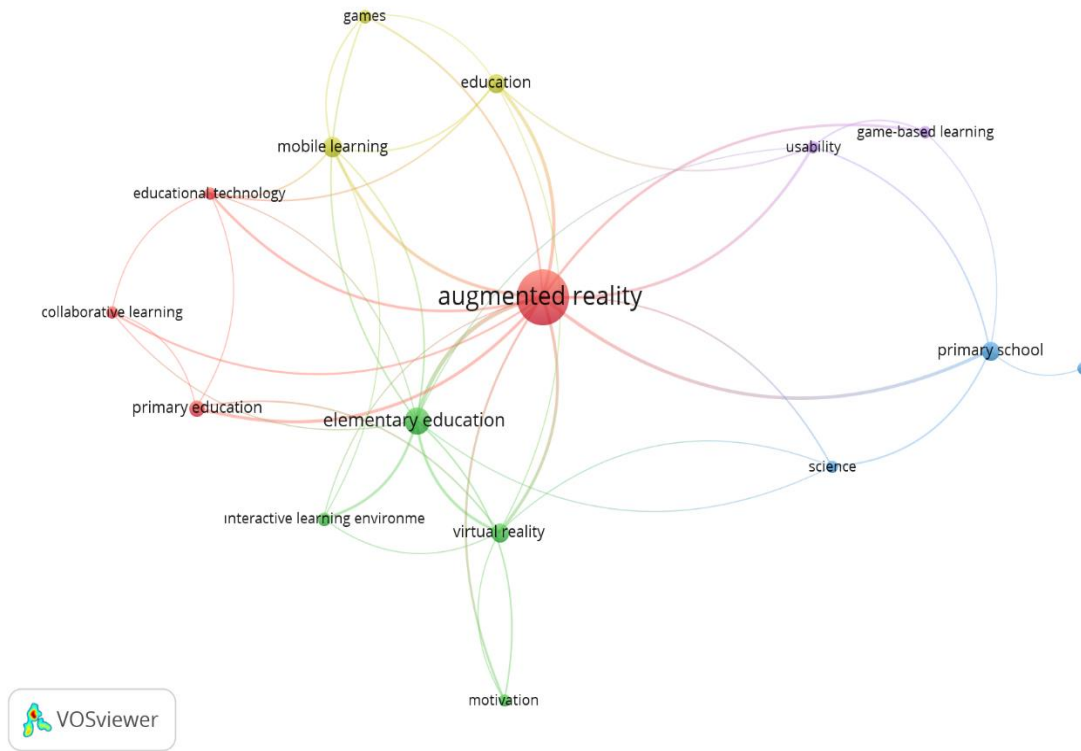 games
education
mobile learning
game-based learning
usability
educational technology
augmented reality
collaborative learning
primary school
primary education
elementary education
science
interactive learning environme
virtual reality
motivation
VOSviewer